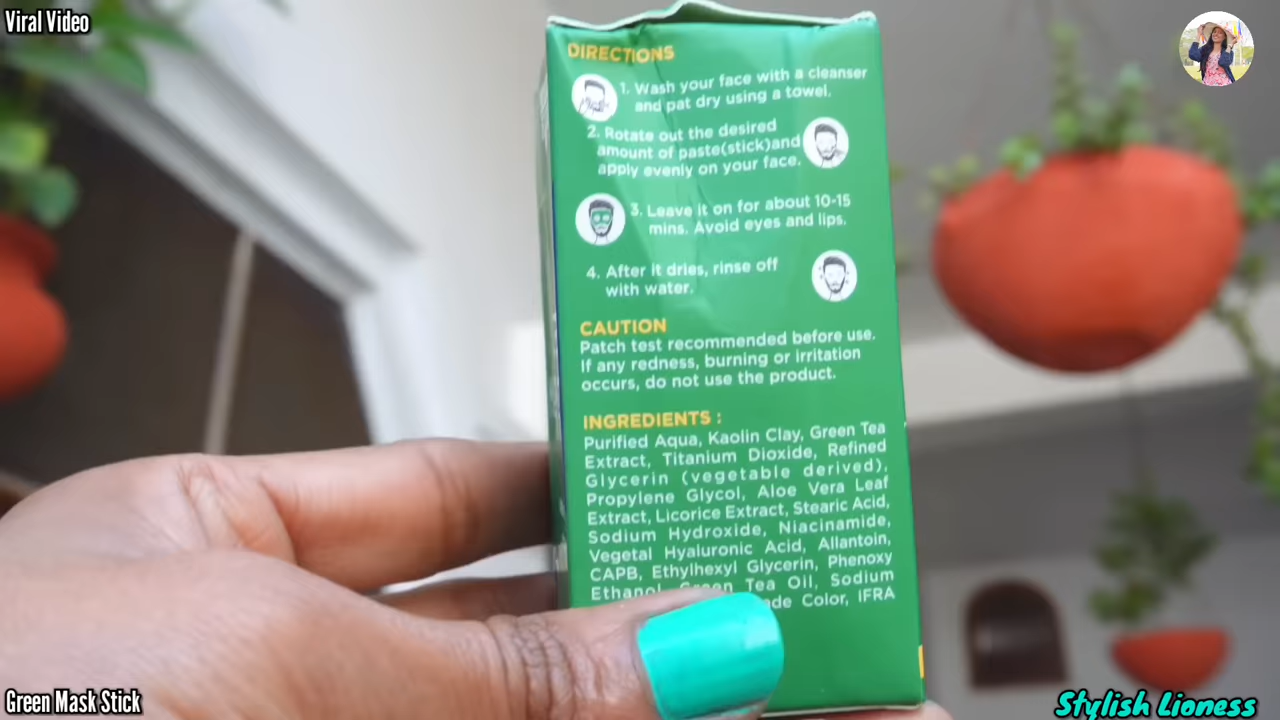 Viral Video
DIRECTIONS
1. Wash your face with a cleanser
and pat dry using a towel.
2. Rotate out the desired
amount of paste(stick)and
apply evenly on your face.
3. Leave it on for about 10-15
mins. Avoid eyes and lips.
4. After it dries, rinse off
with water.
CAUTION
Patch test recommended before use.
If any redness, burning or irritation
occurs, do not use the product.
INGREDIENTS :
Purified Aqua, Kaolin Clay, Green Tea
Extract, Titanium Dioxide, Refined
Glycerin (vegetable derived),
Propylene Glycol, Aloe Vera Leaf
Extract, Licorice Extract, Stearic Acid,
Sodium Hydroxide, Niacinamide,
Vegetal Hyaluronic Acid, Allantoin,
CAPB, Ethylhexyl Glycerin, Phenoxy
Ethanol, Green Tea Oil, Sodium
Color, IFRA
Green Mask Stick
Stylish Lioness